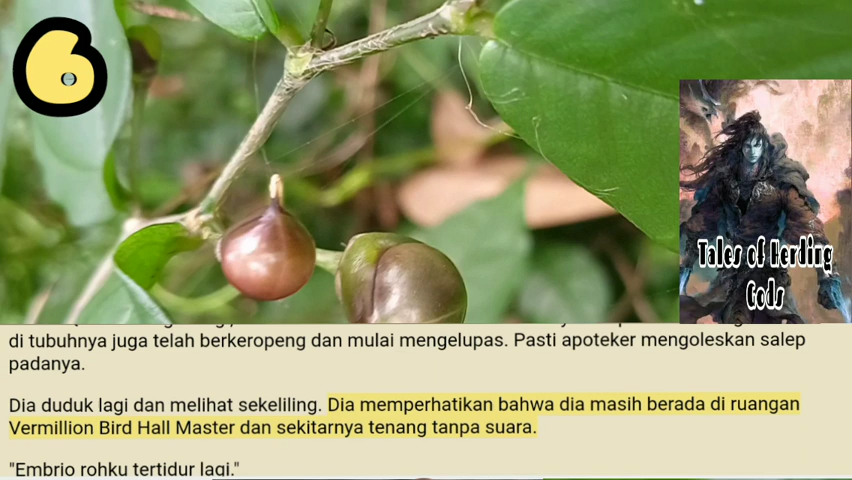 6
Tales of Herding
Gods
di tubuhnya juga telah berkeropeng dan mulai mengelupas. Pasti apoteker mengoleskan salep
padanya.
Dia duduk lagi dan melihat sekeliling. Dia memperhatikan bahwa dia masih berada di ruangan
Vermillion Bird Hall Master dan sekitarnya tenang tanpa suara.
"Embrio rohku tertidur lagi."